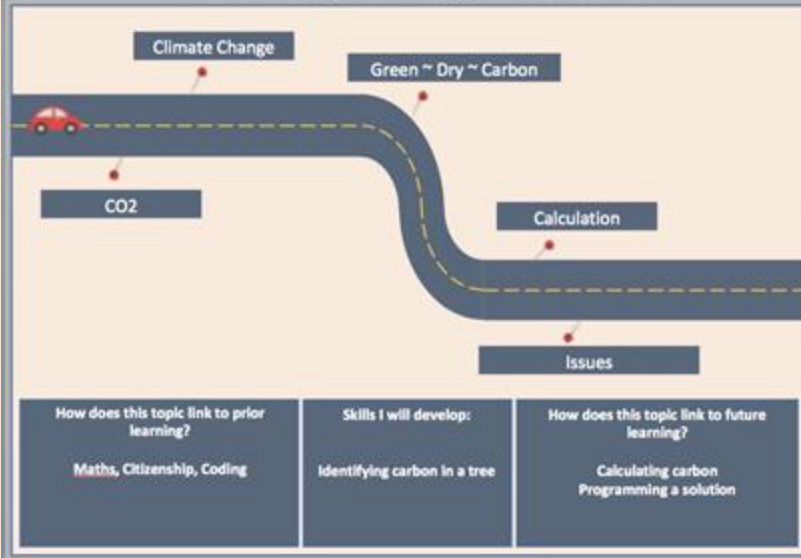 Climate Change
Green ~ Dry ~ Carbon
CO2
Calculation
Issues
How does this topic link to prior
learning?
Maths, Citizenship, Coding
Skills I will develop:
Identifying carbon in a tree
How does this topic link to future
learning?
Calculating carbon
Programming a solution